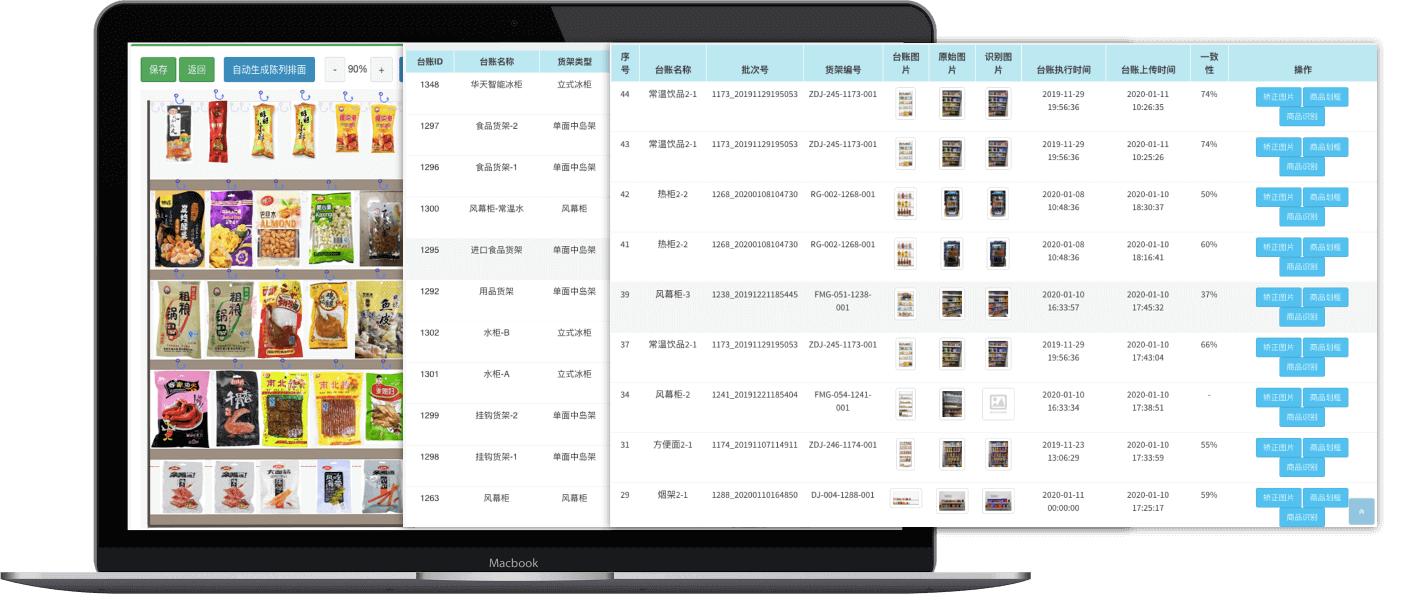 保存 返回 自动生成陈列排面 - 90% +
台账ID 台账名称 货架类型
1348 华天智能冰柜 立式冰柜
1297 食品货架-2 单面中岛架
1296 食品货架-1 单面中岛架
1300 风幕柜-常温水 风幕柜
1295 进口食品货架 单面中岛架
1292 用品货架 单面中岛架
1302 水柜-B 立式冰柜
1301 水柜-A 立式冰柜
1299 挂钩货架-2 单面中岛架
1298 挂钩货架-1 单面中岛架
1263 风幕柜 风幕柜
序号 台账名称 批次号 货架编号 台账图片 原始图片 识别图片 台账执行时间 台账上传时间 一致性 操作
44 常温饮品2-1 1173_20191129195053 ZDJ-245-1173-001 2019-11-29 2020-01-11 74% 矫正图片 商品划框
19:56:36 10:26:35 商品识别
43 常温饮品2-1 1173_20191129195053 ZDJ-245-1173-001 2019-11-29 2020-01-11 74% 矫正图片 商品划框
19:56:36 10:25:26 商品识别
42 热柜2-2 1268_20200108104730 RG-002-1268-001 2020-01-08 2020-01-10 50% 矫正图片 商品划框
10:48:36 18:30:37 商品识别
41 热柜2-2 1268_20200108104730 RG-002-1268-001 2020-01-08 2020-01-10 60% 矫正图片 商品划框
10:48:36 18:16:41 商品识别
39 风幕柜-3 1238_20191221185445 FMG-051-1238- 2020-01-10 2020-01-10 37% 矫正图片 商品划框
001 16:33:57 17:45:32 商品识别
37 常温饮品2-1 1173_20191129195053 ZDJ-245-1173-001 2019-11-29 2020-01-10 66% 矫正图片 商品划框
19:56:36 17:43:04 商品识别
34 风幕柜-2 1241_20191221185404 FMG-054-1241- 2020-01-10 2020-01-10 - 矫正图片 商品划框
001 16:33:34 17:38:51 商品识别
31 方便面2-1 1174_20191107114911 ZDJ-246-1174-001 2019-11-23 2020-01-10 55% 矫正图片 商品划框
13:06:29 17:33:59 商品识别
29 烟架2-1 1288_20200110164850 DJ-004-1288-001 2020-01-11 2020-01-10 59% 矫正图片 商品划框
00:00:00 17:25:17 商品识别
ALMOND
粗粮
锅巴
粗粮
锅巴
鱼皮
南北
南北
Macbook